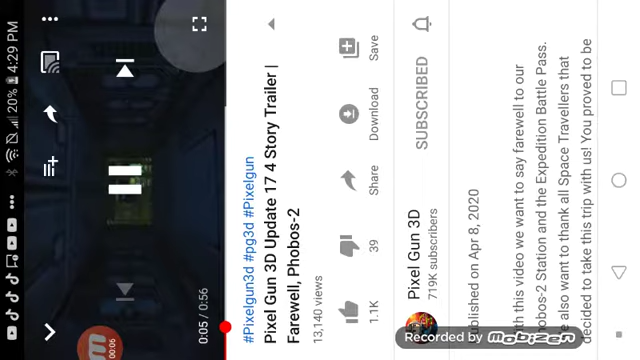 4:29 PM
20%
0:05 / 0:56
00:06
#Pixelgun3d #pg3d #Pixelgun
Pixel Gun 3D Update 17 4 Story Trailer |
Farewell, Phobos-2
13,140 views
1.1K
39
Share
Download
Save
Pixel Gun 3D
719K subscribers
SUBSCRIBED
ublished on Apr 8, 2020
th this video we want to say farewell to our
hobos-2 Station and the Expedition Battle Pass.
e also want to thank all Space Travellers that
decided to take this trip with us! You proved to be
Recorded by MOBIZEN